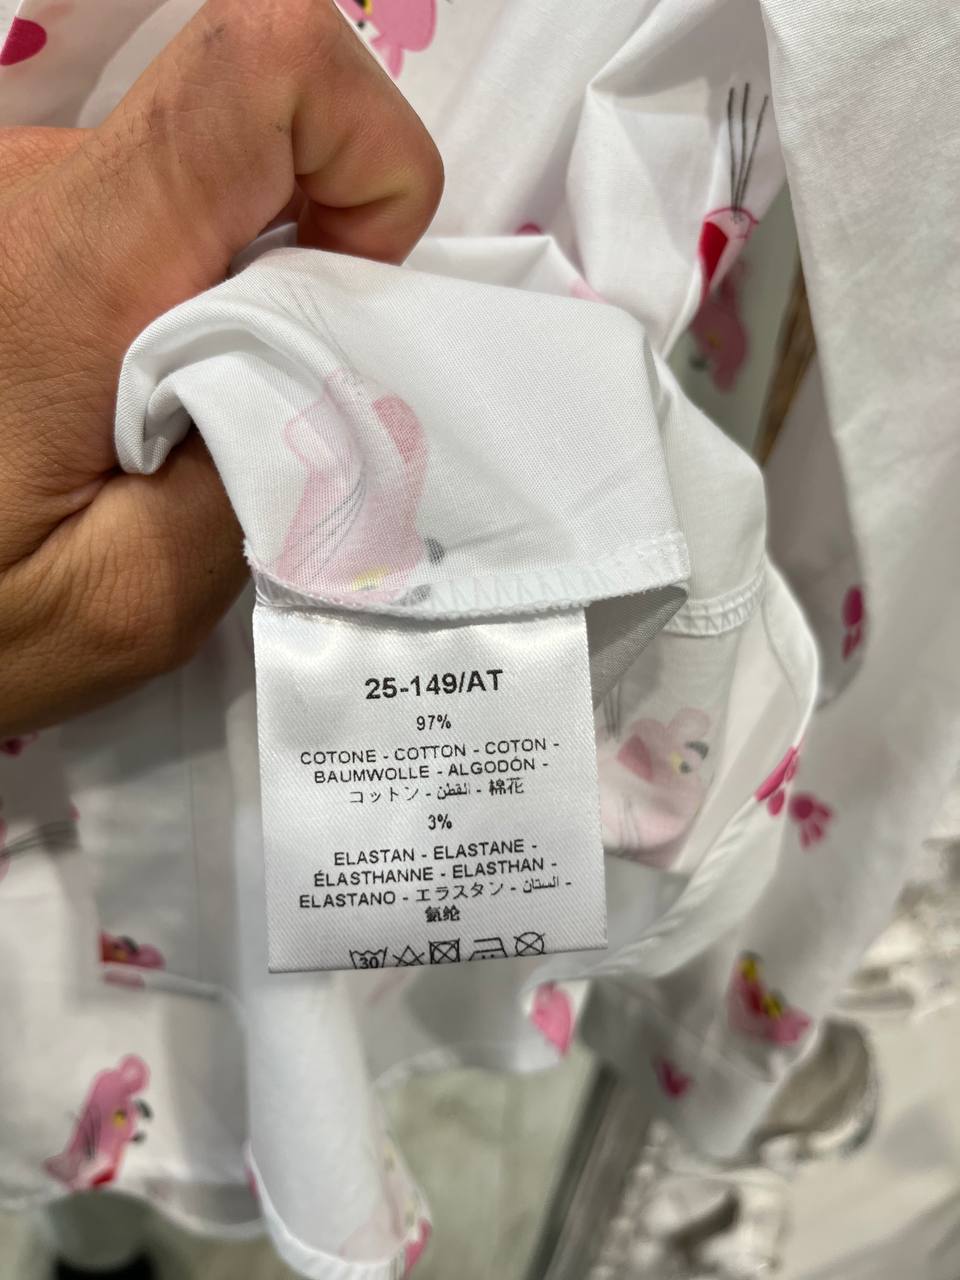 25-149/AT
97%
COTONE - COTTON - COTON -
BAUMWOLLE - ALGODÓN -
コットン - القطن - 棉花
3%
ELASTAN - ELASTANE -
ÉLASTHANNE - ELASTHAN -
ELASTANO - エラスタン - الستان -
氨纶
30